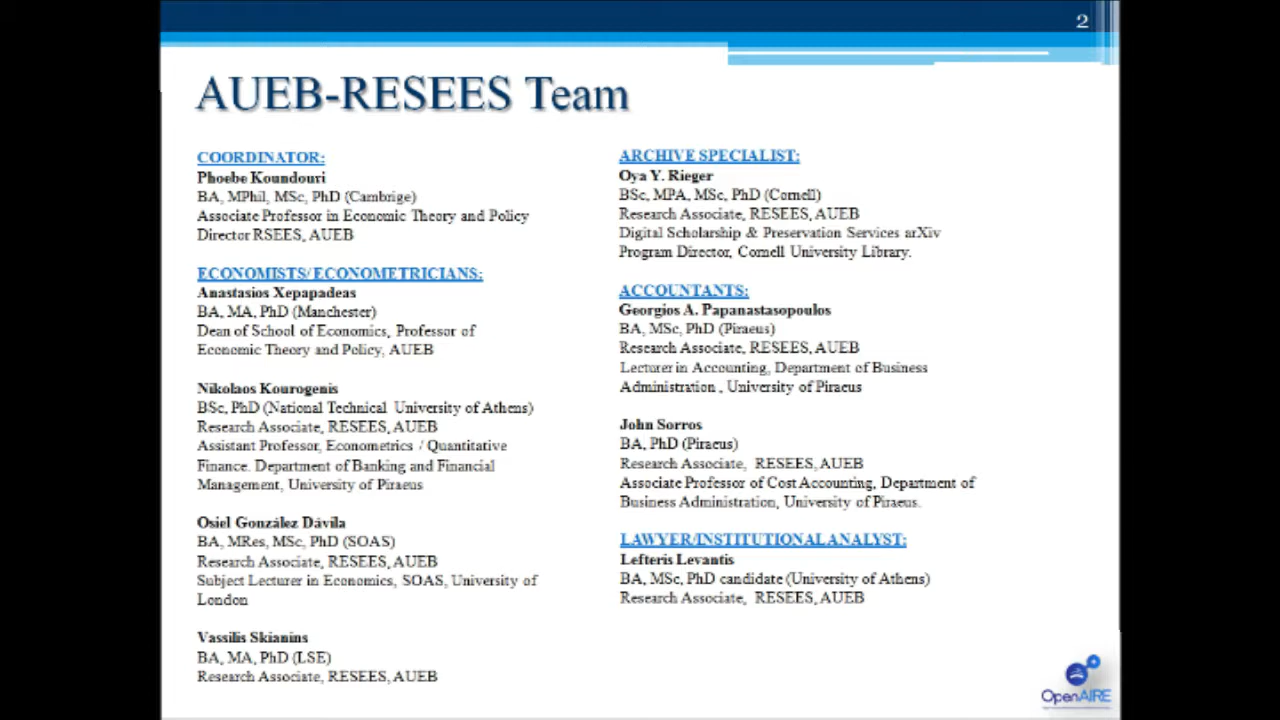 2
AUEB-RESEES Team
COORDINATOR:
Phoebe Koundouri
BA, MPhil, MSc, PhD (Cambrige)
Associate Professor in Economic Theory and Policy
Director RSEES, AUEB
ECONOMISTS/ ECONOMETRICIANS:
Anastasios Xepapadeas
BA, MA, PhD (Manchester)
Dean of School of Economics, Professor of
Economic Theory and Policy, AUEB
Nikolaos Kourogenis
BSc, PhD (National Technical University of Athens)
Research Associate, RESEES, AUEB
Assistant Professor, Econometrics / Quantitative
Finance. Department of Banking and Financial
Management, University of Piraeus
Osiel González Dávila
BA, MRes, MSc, PhD (SOAS)
Research Associate, RESEES, AUEB
Subject Lecturer in Economics, SOAS, University of
London
Vassilis Skianins
BA, MA, PhD (LSE)
Research Associate, RESEES, AUEB
ARCHIVE SPECIALIST:
Oya Y. Rieger
BSc, MPA, MSc, PhD (Cornell)
Research Associate, RESEES, AUEB
Digital Scholarship & Preservation Services arXiv
Program Director, Cornell University Library.
ACCOUNTANTS:
Georgios A. Papanastasopoulos
BA, MSc, PhD (Piraeus)
Research Associate, RESEES, AUEB
Lecturer in Accounting, Department of Business
Administration , University of Piraeus
John Sorros
BA, PhD (Piraeus)
Research Associate, RESEES, AUEB
Associate Professor of Cost Accounting, Department of
Business Administration, University of Piraeus.
LAWYER/INSTITUTIONAL ANALYST:
Lefteris Levantis
BA, MSc, PhD candidate (University of Athens)
Research Associate, RESEES, AUEB
OpenAIRE